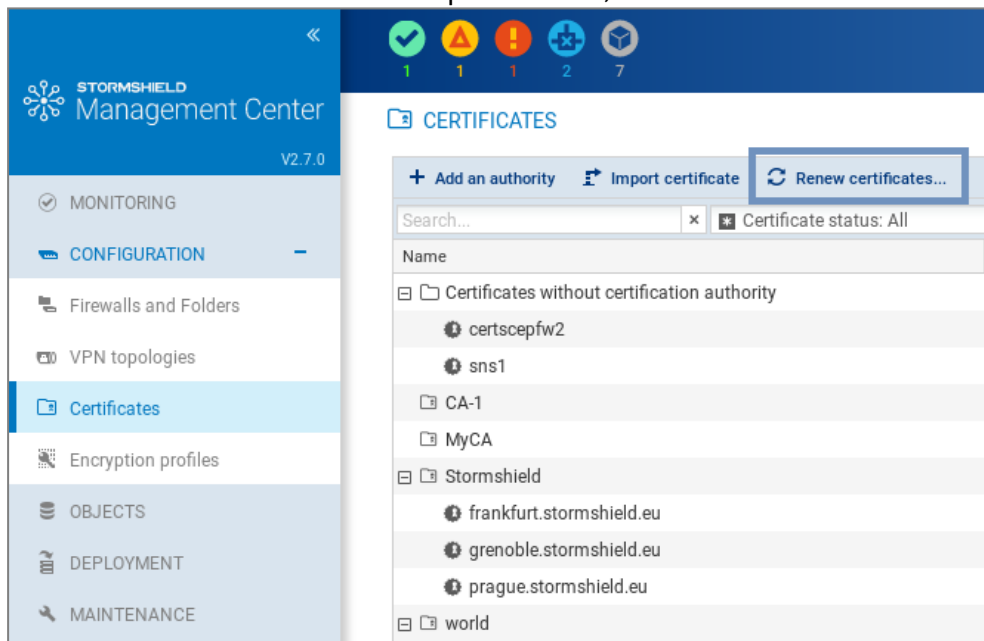 «
STORMSHIELD
Management Center
V2.7.0
MONITORING
CONFIGURATION
Firewalls and Folders
VPN topologies
Certificates
Encryption profiles
OBJECTS
DEPLOYMENT
MAINTENANCE
1 1 1 2 7
CERTIFICATES
+ Add an authority Import certificate Renew certificates...
Search... × Certificate status: All
Name
Certificates without certification authority
certscepfw2
sns1
CA-1
MyCA
Stormshield
frankfurt.stormshield.eu
grenoble.stormshield.eu
prague.stormshield.eu
world